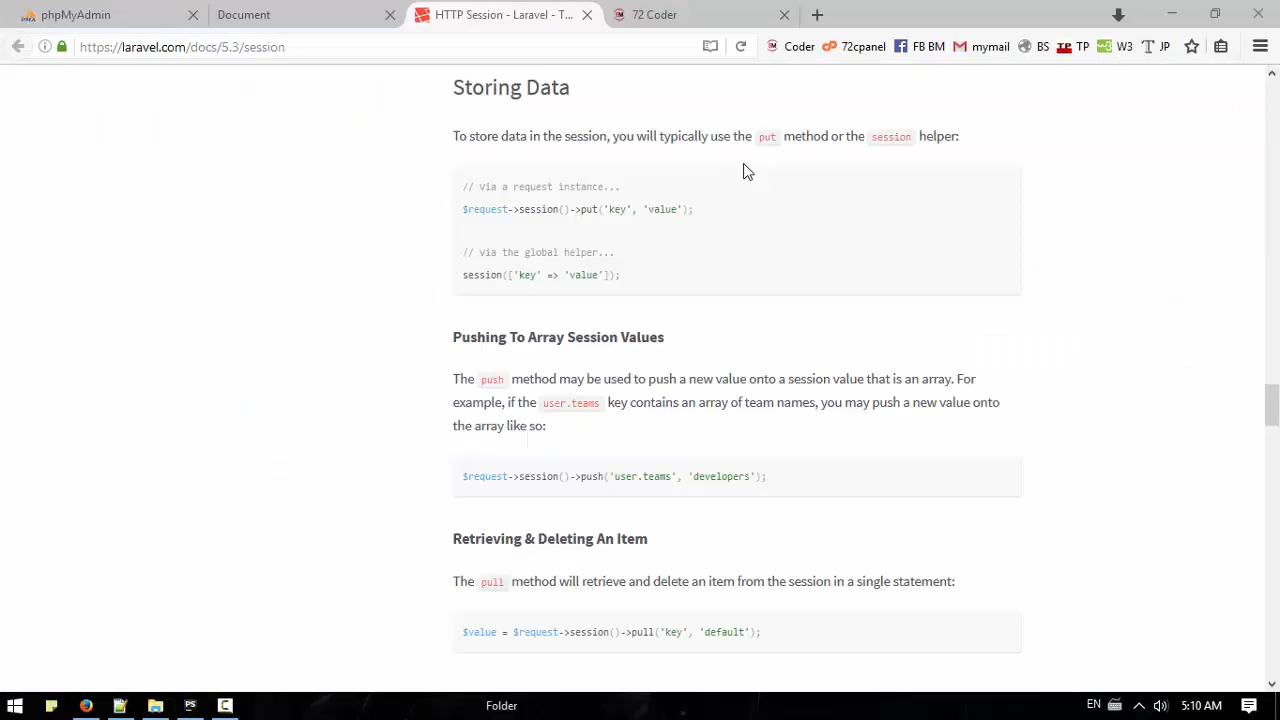 phpMyAdmin
Document
HTTP Session - Laravel - T...
72 Coder
https://laravel.com/docs/5.3/session
Coder
72cpanel
FB BM
mymail
BS
TP
W3
JP
Storing Data
To store data in the session, you will typically use the put method or the session helper:
// Via a request instance...
$request->session()->put('key', 'value');
// Via the global helper...
session(['key' => 'value']);
Pushing To Array Session Values
The push method may be used to push a new value onto a session value that is an array. For
example, if the user.teams key contains an array of team names, you may push a new value onto
the array like so:
$request->session()->push('user.teams', 'developers');
Retrieving & Deleting An Item
The pull method will retrieve and delete an item from the session in a single statement:
$value = $request->session()->pull('key', 'default');
Folder
EN
5:10 AM